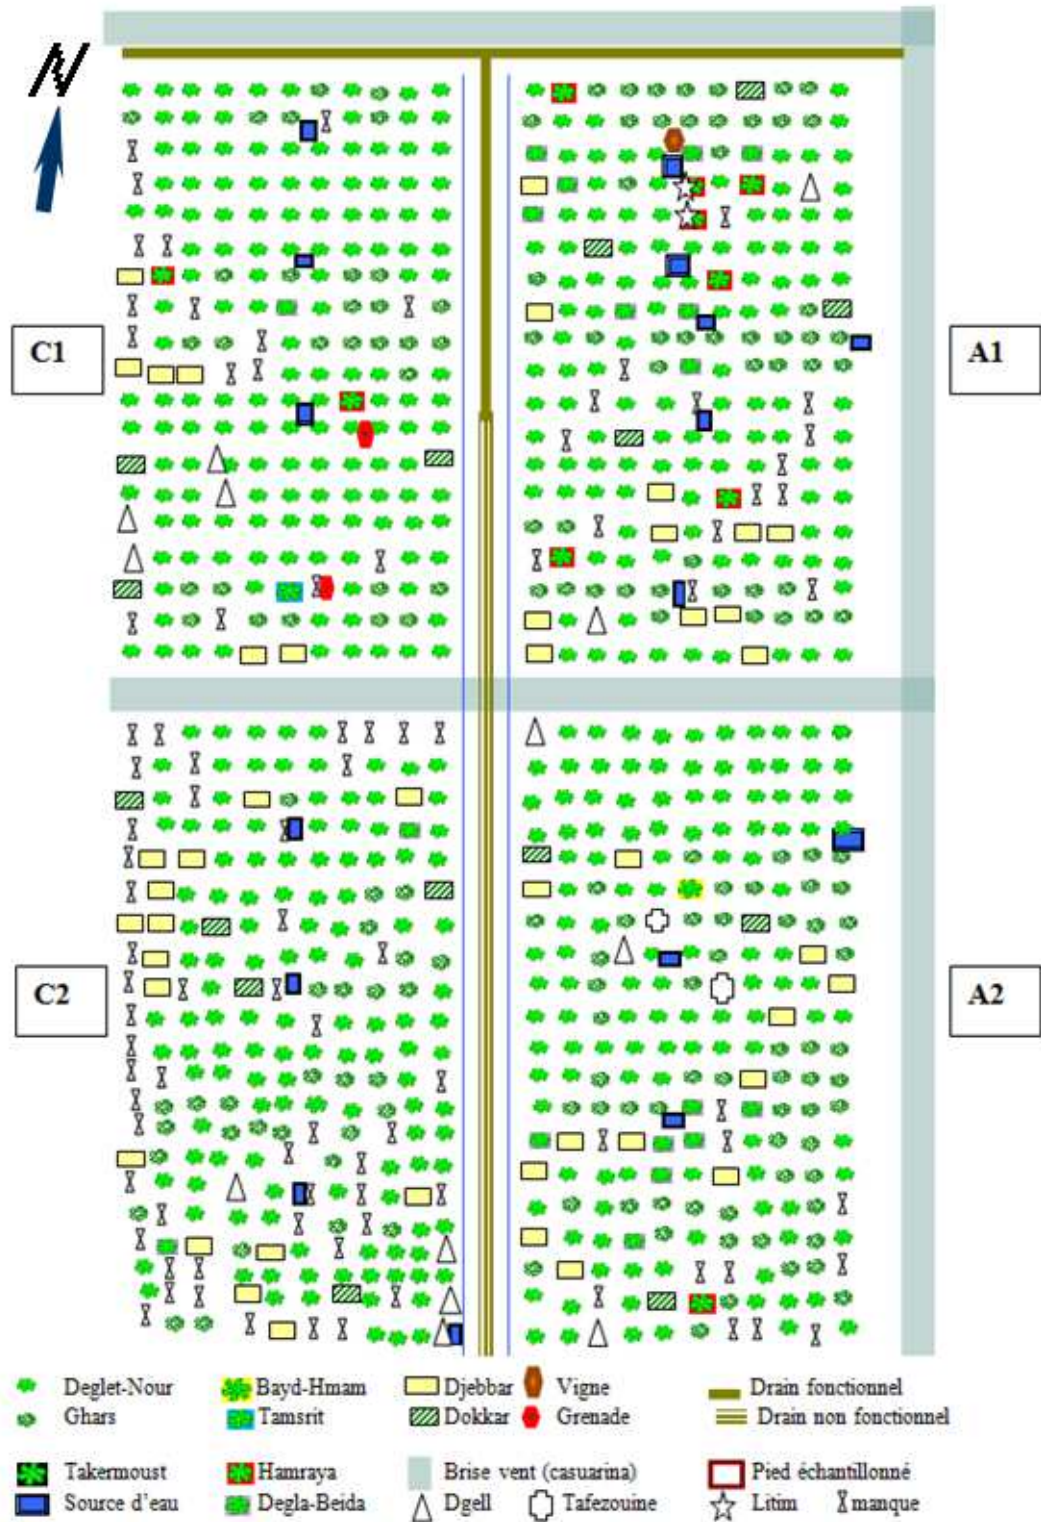 N
C1
A1
C2
A2
Deglet-Nour Bayd-Hmam Djebbar Vigne Drain fonctionnel
Ghars Tamsrit Dokkar Grenade Drain non fonctionnel
Takermoust Hamraya Brise vent (casuarina) Pied échantillonné
Source d'eau Degla-Beida Dgell Tafezouine Litim manque